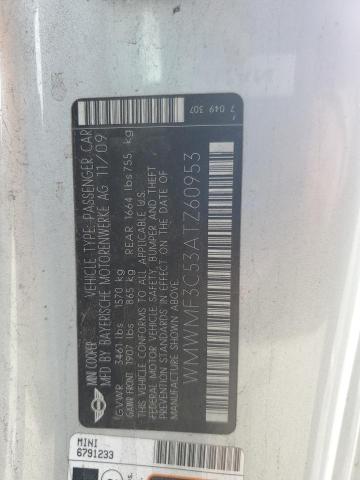 MINI COOPER
VEHICLE TYPE: PASSENGER CAR
MFD BY BAYERISCHE MOTORENWERKE AG 11/09
GVWR 3461 lbs 1570 kg
GAWR FRONT 1907 lbs 865 kg REAR 1664 lbs 755 kg
THIS VEHICLE CONFORMS TO ALL APPLICABLE U.S.
FEDERAL MOTOR VEHICLE SAFETY, BUMPER AND THEFT
PREVENTION STANDARDS IN EFFECT ON THE DATE OF
MANUFACTURE SHOWN ABOVE.
WMWMF3C53ATZ60953
7 049 307
MINI
6791233